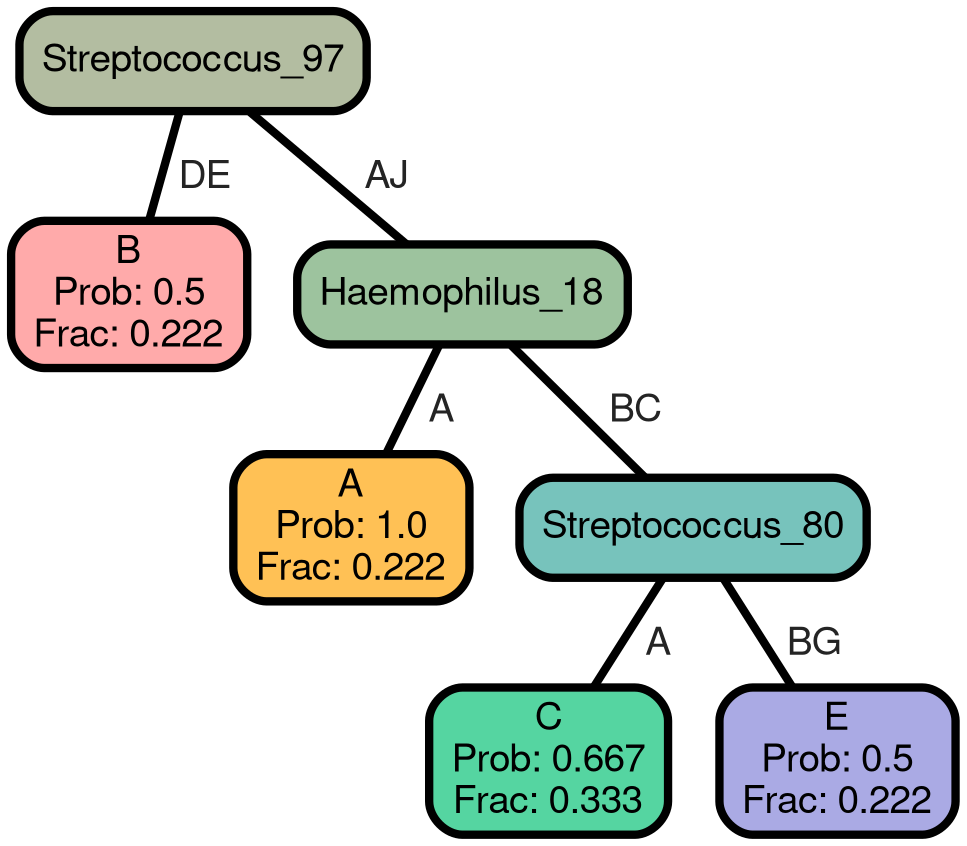 Streptococcus_97
DE
AJ
B
Prob: 0.5
Frac: 0.222
Haemophilus_18
A
BC
A
Prob: 1.0
Frac: 0.222
Streptococcus_80
A
BG
C
Prob: 0.667
Frac: 0.333
E
Prob: 0.5
Frac: 0.222